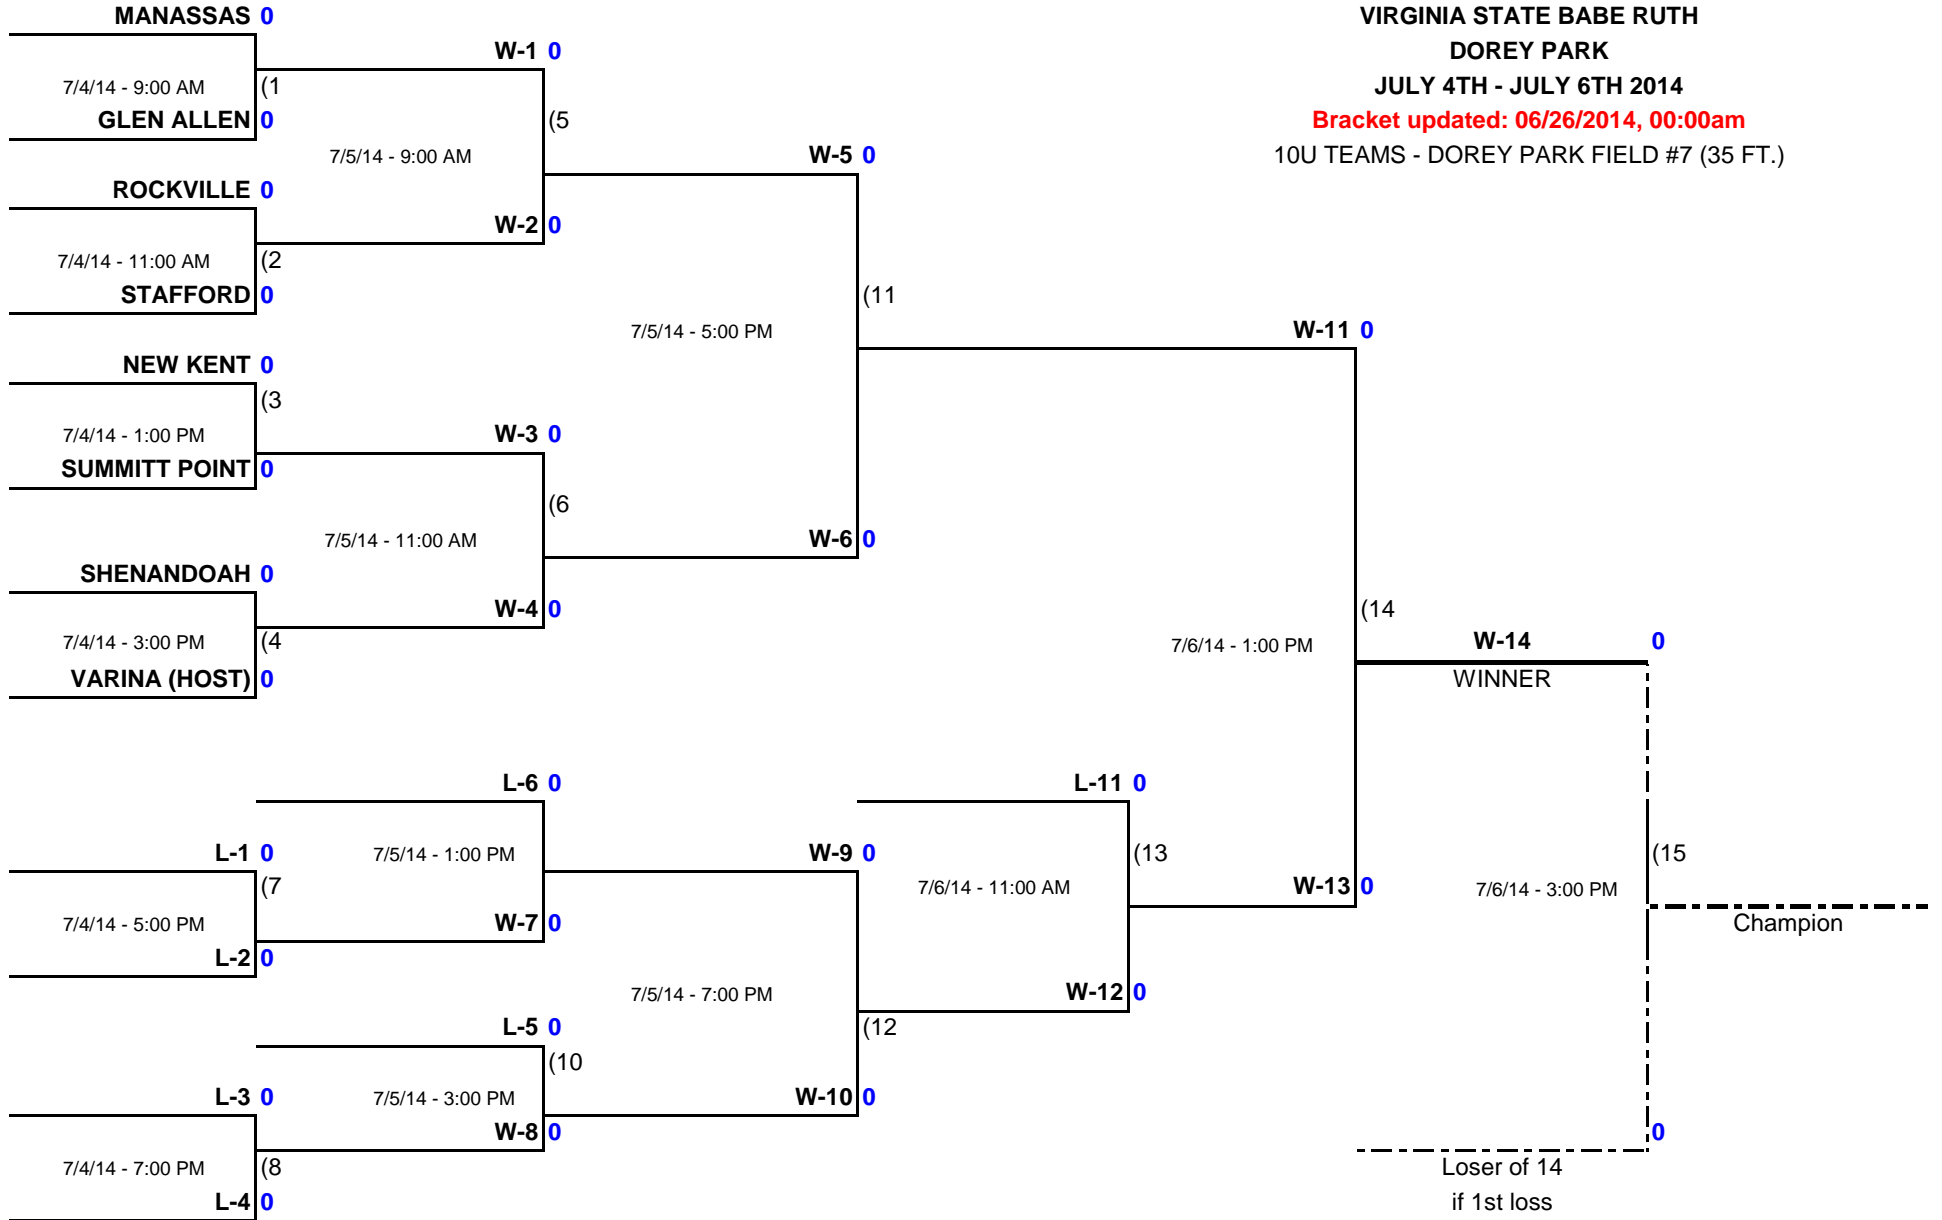 MANASSAS 0
VIRGINIA STATE BABE RUTH
W-1 0
DOREY PARK
7/4/14 - 9:00 AM (1
JULY 4TH - JULY 6TH 2014
GLEN ALLEN 0
(5
Bracket updated: 06/26/2014, 00:00am
7/5/14 - 9:00 AM
W-5 0
10U TEAMS - DOREY PARK FIELD #7 (35 FT.)
ROCKVILLE 0
W-2 0
7/4/14 - 11:00 AM (2
STAFFORD 0
(11
7/5/14 - 5:00 PM
W-11 0
NEW KENT 0
(3
7/4/14 - 1:00 PM
W-3 0
SUMMITT POINT 0
(6
7/5/14 - 11:00 AM
W-6 0
SHENANDOAH 0
W-4 0
(14
7/4/14 - 3:00 PM (4
7/6/14 - 1:00 PM
W-14 0
VARINA (HOST) 0
WINNER
L-6 0
L-11 0
L-1 0
7/5/14 - 1:00 PM
W-9 0
(13
(15
(7
7/6/14 - 11:00 AM
W-13 0
7/6/14 - 3:00 PM
7/4/14 - 5:00 PM
W-7 0
Champion
L-2 0
7/5/14 - 7:00 PM
W-12 0
L-5 0
(12
(10
L-3 0
7/5/14 - 3:00 PM
W-10 0
W-8 0
0
7/4/14 - 7:00 PM (8
Loser of 14
L-4 0
if 1st loss